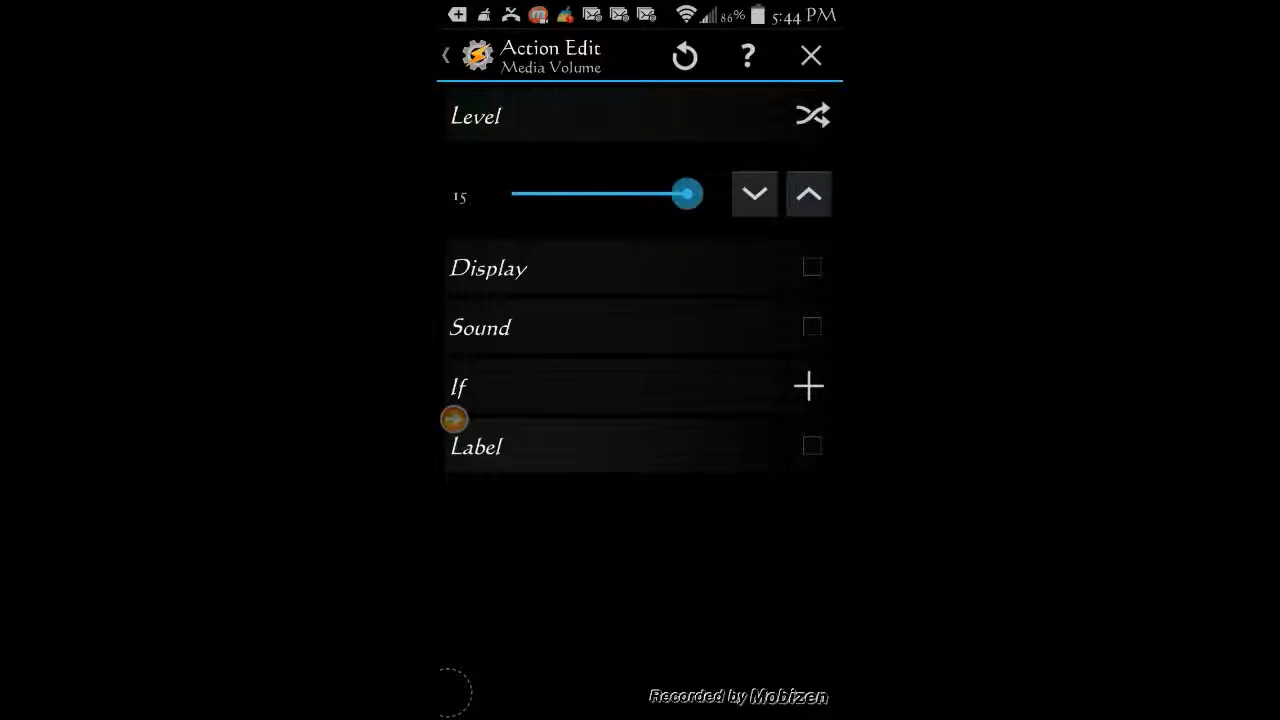 86% 5:44 PM
Action Edit
Media Volume
?
Level
15
Display
Sound
If
Label
Recorded by Mobizen